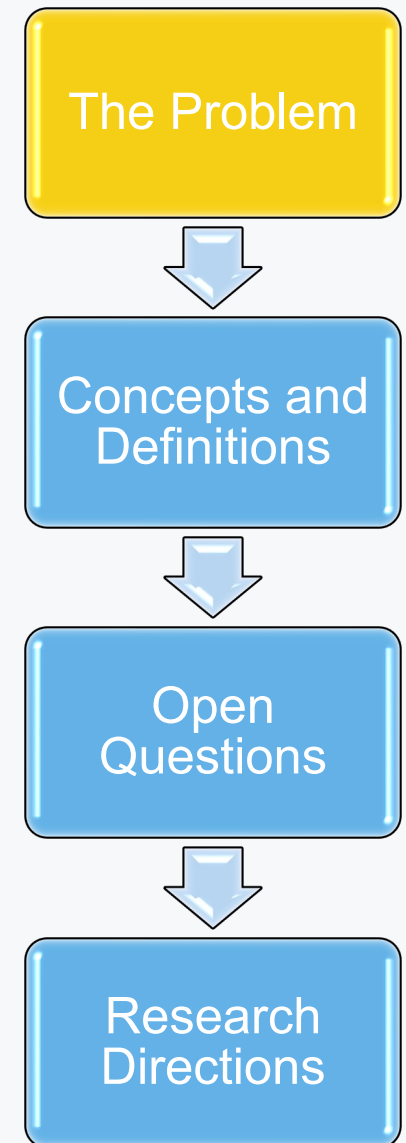 The Problem
Concepts and
Definitions
Open
Questions
Research
Directions